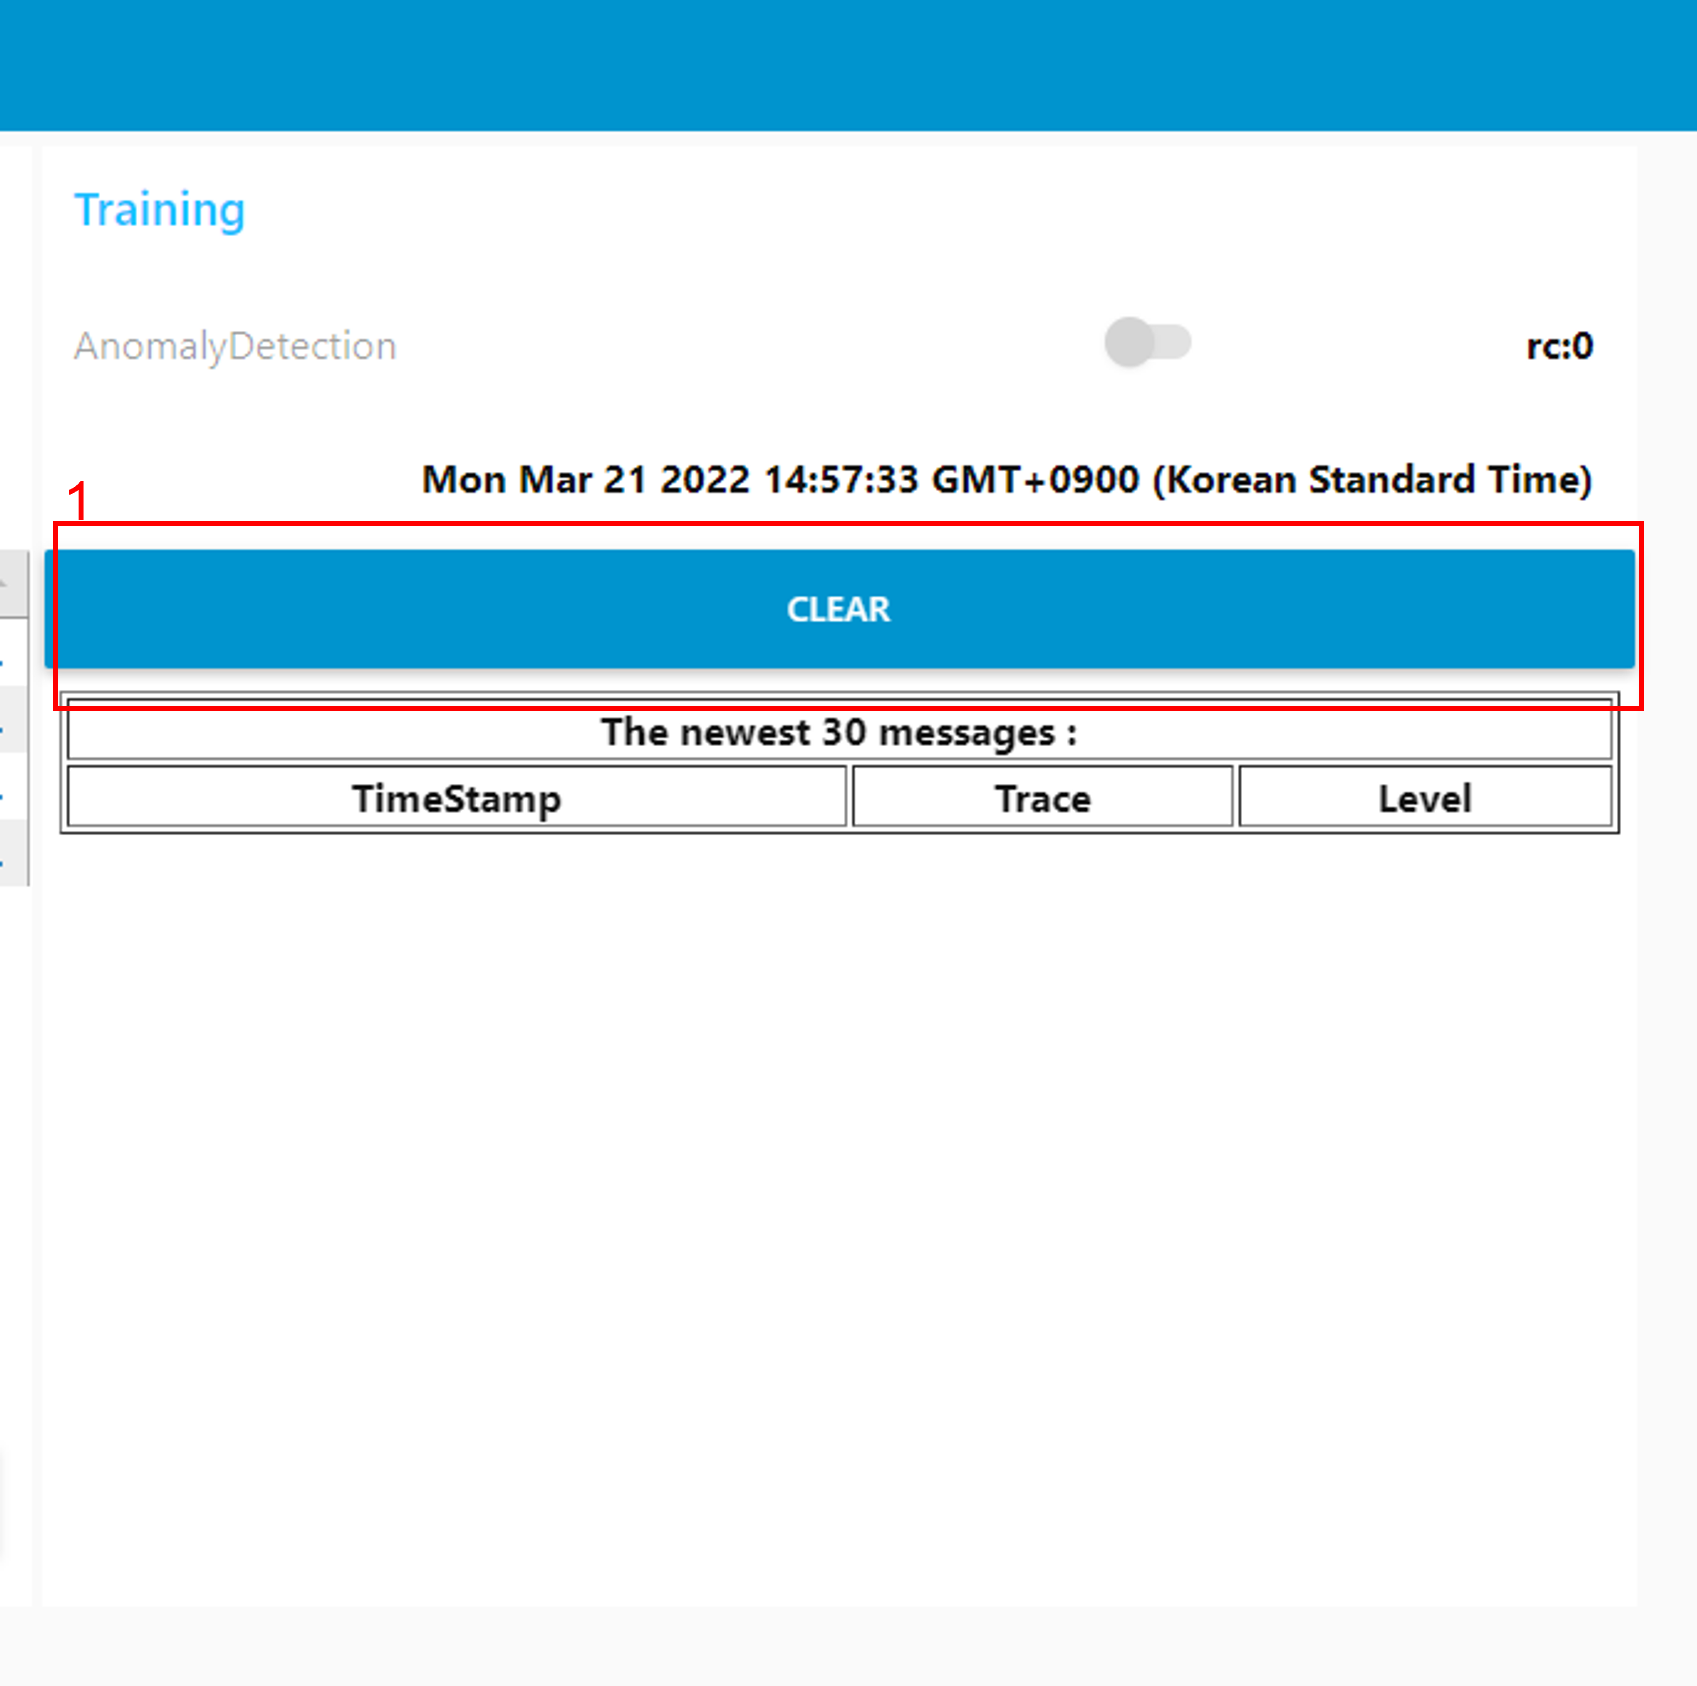 Training
AnomalyDetection rc:0
Mon Mar 21 2022 14:57:33 GMT+0900 (Korean Standard Time)
1
CLEAR
The newest 30 messages :
TimeStamp Trace Level